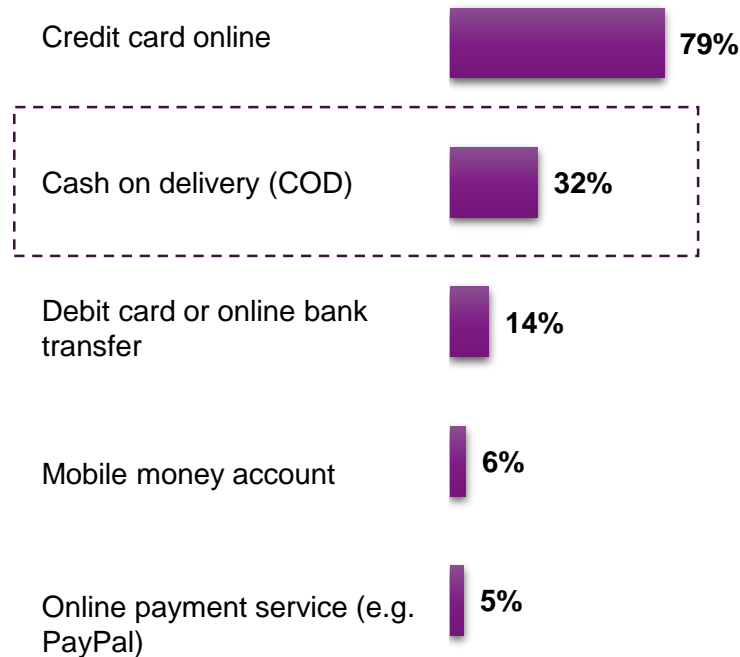 Credit card online 79%
Cash on delivery (COD) 32%
Debit card or online bank
transfer 14%
Mobile money account 6%
Online payment service (e.g.
PayPal) 5%